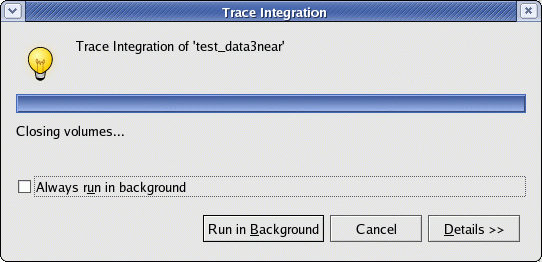 Trace Integration
Trace Integration of 'test_data3near'
Closing volumes...
Always run in background
Run in Background
Cancel
Details >>